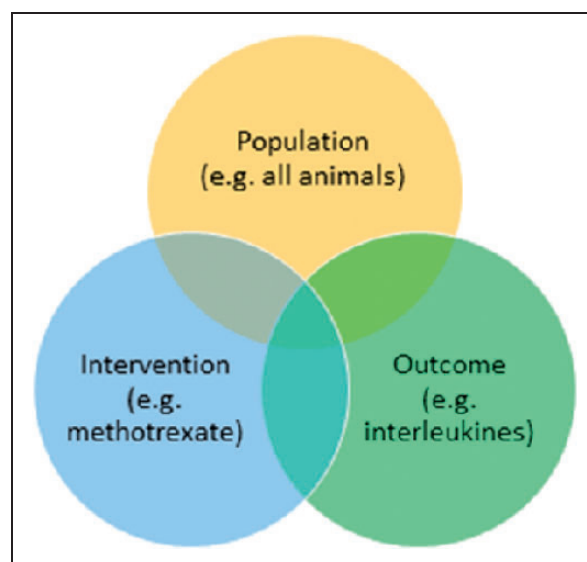 Population
(e.g. all animals)
Intervention
(e.g.
methotrexate)
Outcome
(e.g.
interleukines)